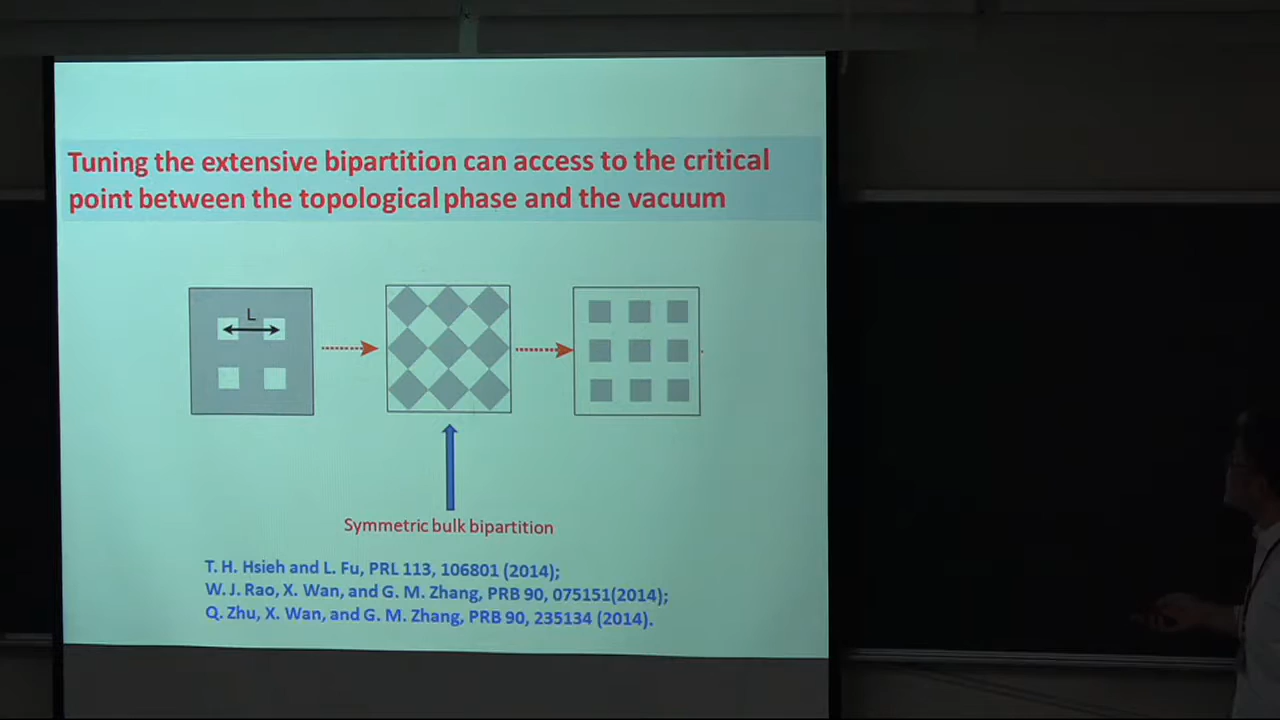 Tuning the extensive bipartition can access to the critical
point between the topological phase and the vacuum
L
Symmetric bulk bipartition
T. H. Hsieh and L. Fu, PRL 113, 106801 (2014);
W. J. Rao, X. Wan, and G. M. Zhang, PRB 90, 075151(2014);
Q. Zhu, X. Wan, and G. M. Zhang, PRB 90, 235134 (2014).